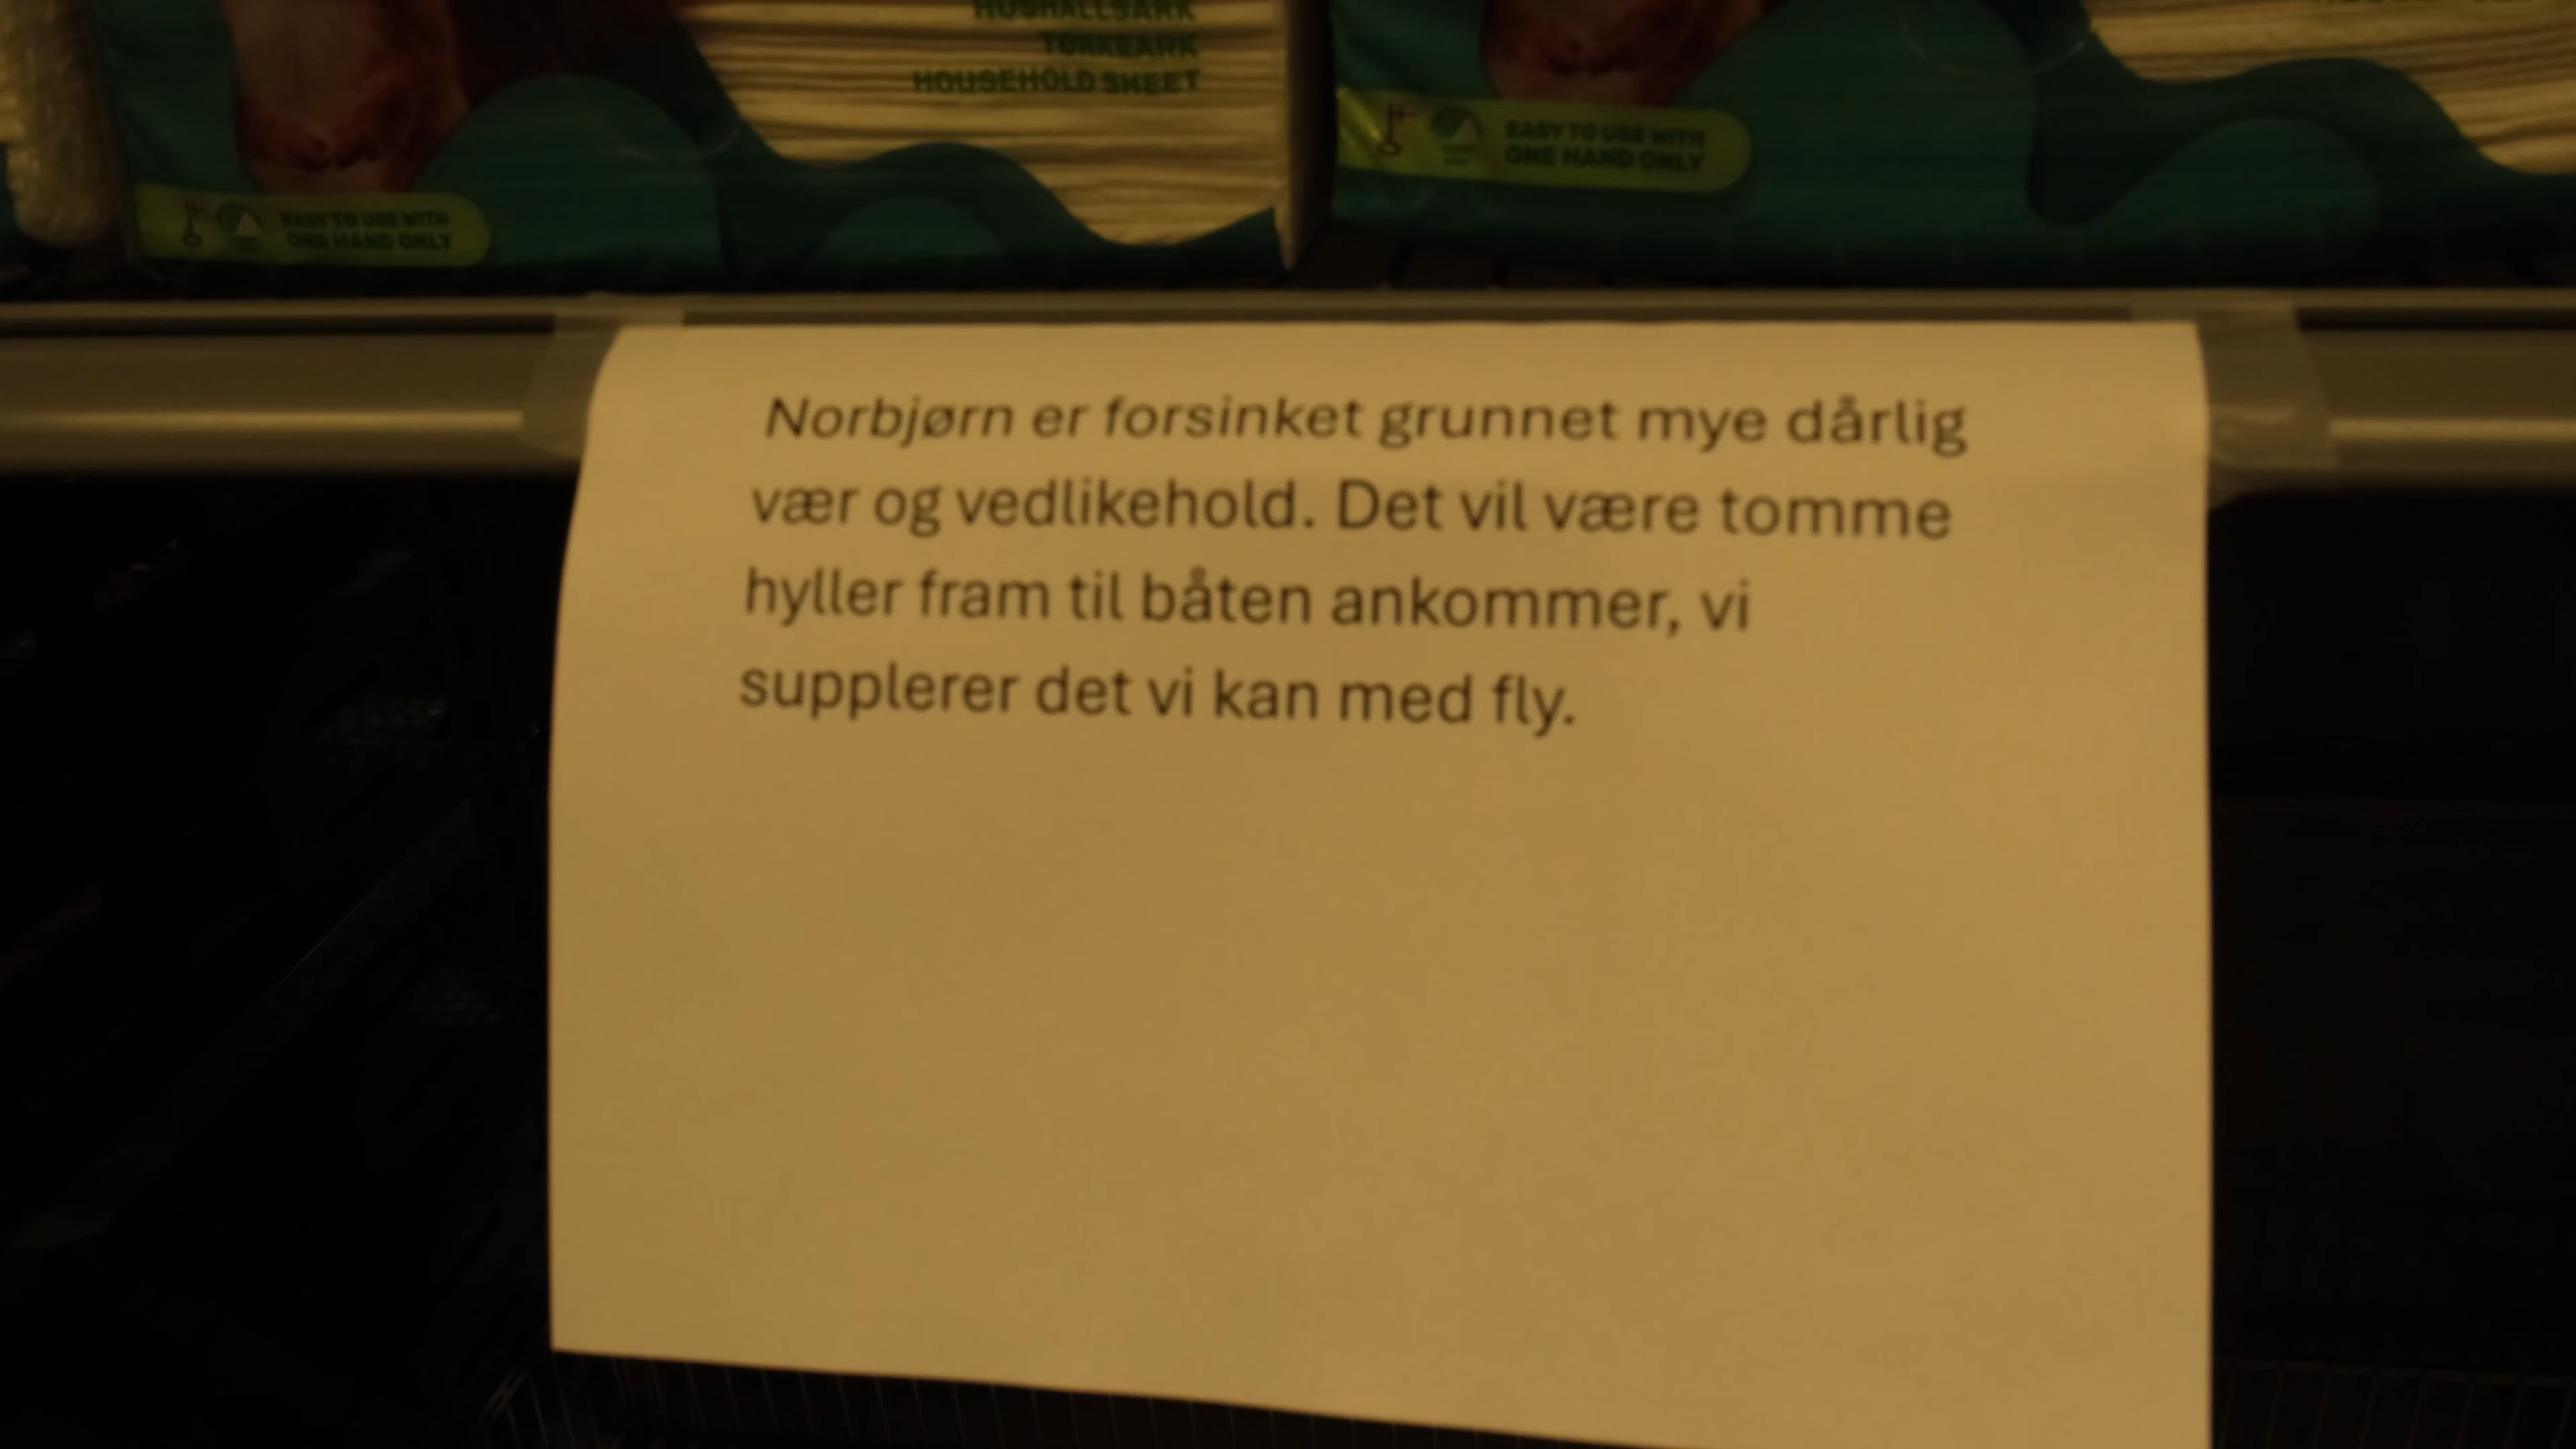 HUSHÅLLSARK
TØRKEARK
HOUSEHOLD SHEET
EASY TO USE WITH
ONE HAND ONLY
EASY TO USE WITH
ONE HAND ONLY
Norbjørn er forsinket grunnet mye dårlig
vær og vedlikehold. Det vil være tomme
hyller fram til båten ankommer, vi
supplerer det vi kan med fly.